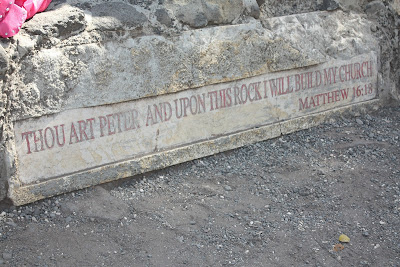 THOU ART PETER AND UPON THIS ROCK I WILL BUILD MY CHURCH
MATTHEW 16:18